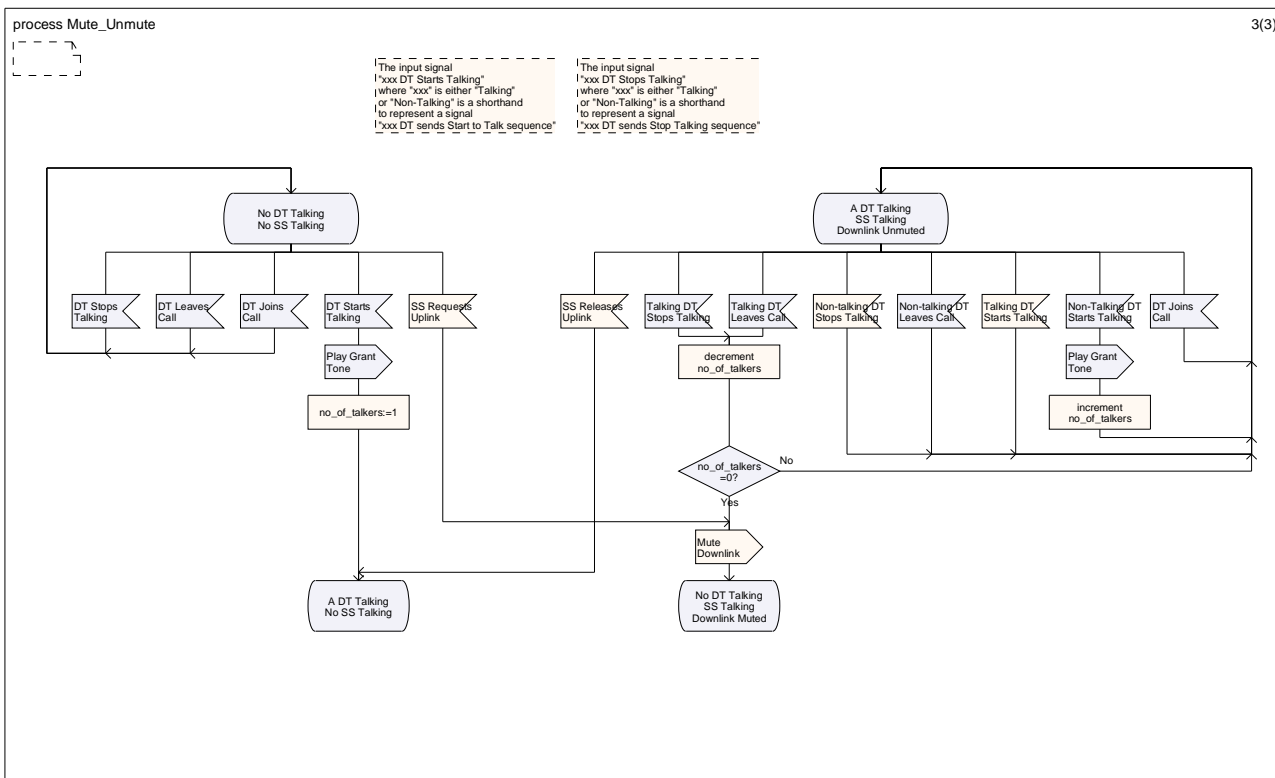 process Mute_Unmute
3(3)
The input signal
"xxx DT Starts Talking"
where "xxx" is either "Talking"
or "Non-Talking" is a shorthand
to represent a signal
"xxx DT sends Start to Talk sequence"
The input signal
"xxx DT Stops Talking"
where "xxx" is either "Talking"
or "Non-Talking" is a shorthand
to represent a signal
"xxx DT sends Stop Talking sequence"
No DT Talking
No SS Talking
A DT Talking
SS Talking
Downlink Unmuted
DT Stops
Talking
DT Leaves
Call
DT Joins
Call
DT Starts
Talking
SS Requests
Uplink
SS Releases
Uplink
Talking DT
Stops Talking
Talking DT
Leaves Call
Non-talking DT
Stops Talking
Non-talking DT
Leaves Call
Talking DT
Starts Talking
Non-Talking DT
Starts Talking
DT Joins
Call
Play Grant
Tone
decrement
no_of_talkers
Play Grant
Tone
no_of_talkers:=1
increment
no_of_talkers
no_of_talkers
=0?
No
Yes
Mute
Downlink
A DT Talking
No SS Talking
No DT Talking
SS Talking
Downlink Muted